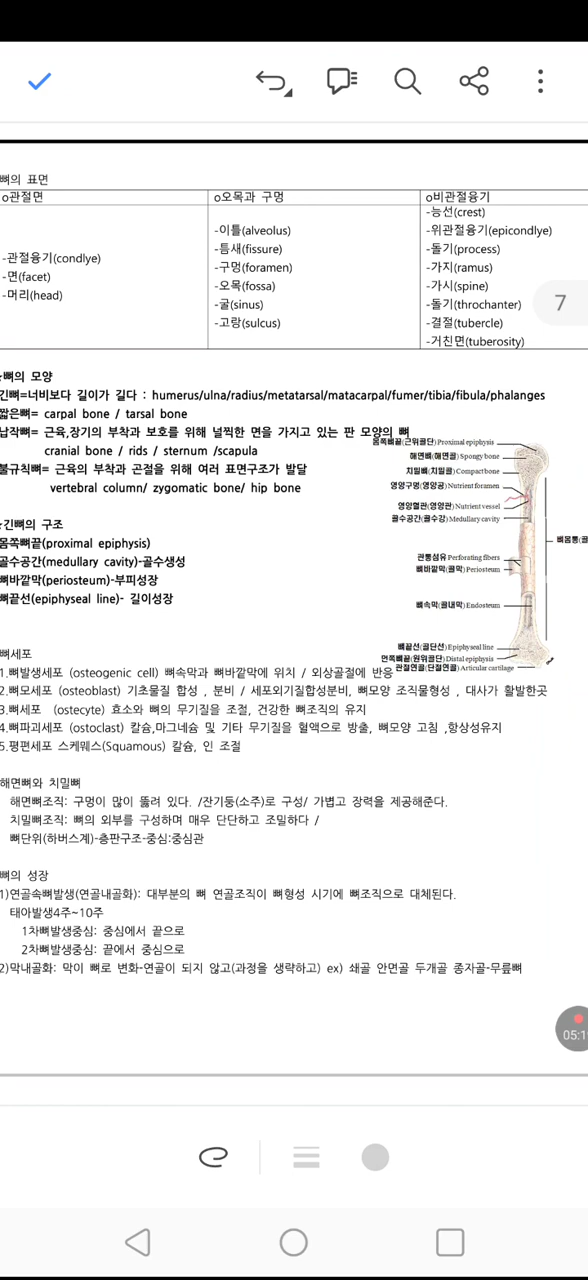 7
뼈의 표면
o관절면
o오목과 구멍
o비관절융기
-관절융기(condlye)
-면(facet)
-머리(head)
-이틀(alveolus)
-틈새(fissure)
-구멍(foramen)
-오목(fossa)
-굴(sinus)
-고랑(sulcus)
-능선(crest)
-위관절융기(epicondlye)
-돌기(process)
-가지(ramus)
-가시(spine)
-돌기(throchanter)
-결절(tubercle)
-거친면(tuberosity)
뼈의 모양
긴뼈=너비보다 길이가 길다 : humerus/ulna/radius/metatarsal/matacarpal/fumer/tibia/fibula/phalanges
짧은뼈= carpal bone / tarsal bone
납작뼈= 근육,장기의 부착과 보호를 위해 널찍한 면을 가지고 있는 판 모양의 뼈
cranial bone / rids / sternum /scapula
불규칙뼈= 근육의 부착과 곤절을 위해 여러 표면구조가 발달
vertebral column/ zygomatic bone/ hip bone
긴뼈의 구조
몸쪽뼈끝(proximal epiphysis)
골수공간(medullary cavity)-골수생성
뼈바깥막(periosteum)-부피성장
뼈끝선(epiphyseal line)- 길이성장
몸쪽뼈끝(근위골단) Proximal epiphysis
해면뼈(해면골) Spongy bone
치밀뼈(치밀골) Compact bone
영양구멍(영양공) Nutrient foramen
영양혈관(영양관) Nutrient vessel
골수공간(골수강) Medullary cavity
뼈몸통(골
관통섬유 Perforating fibers
뼈바깥막(골막) Periosteum
뼈속막(골내막) Endosteum
뼈끝선(골단선) Epiphyseal line
먼쪽뼈끝(원위골단) Distal epiphysis
관절연골(단절연골) Articular cartilage
뼈세포
1.뼈발생세포 (osteogenic cell) 뼈속막과 뼈바깥막에 위치 / 외상골절에 반응
2.뼈모세포 (osteoblast) 기초물질 합성 , 분비 / 세포외기질합성분비, 뼈모양 조직물형성 , 대사가 활발한곳
3.뼈세포 (ostecyte) 효소와 뼈의 무기질을 조절, 건강한 뼈조직의 유지
4.뼈파괴세포 (ostoclast) 칼슘,마그네슘 및 기타 무기질을 혈액으로 방출, 뼈모양 고침 ,항상성유지
5.평편세포 스케웨스(Squamous) 칼슘, 인 조절
해면뼈와 치밀뼈
해면뼈조직: 구멍이 많이 뚫려 있다. /잔기둥(소주)로 구성/ 가볍고 장력을 제공해준다.
치밀뼈조직: 뼈의 외부를 구성하며 매우 단단하고 조밀하다 /
뼈단위(하버스계)-층판구조-중심:중심관
뼈의 성장
1)연골속뼈발생(연골내골화): 대부분의 뼈 연골조직이 뼈형성 시기에 뼈조직으로 대체된다.
태아발생4주~10주
1차뼈발생중심: 중심에서 끝으로
2차뼈발생중심: 끝에서 중심으로
2)막내골화: 막이 뼈로 변화-연골이 되지 않고(과정을 생략하고) ex) 쇄골 안면골 두개골 종자골-무릎뼈
05:1